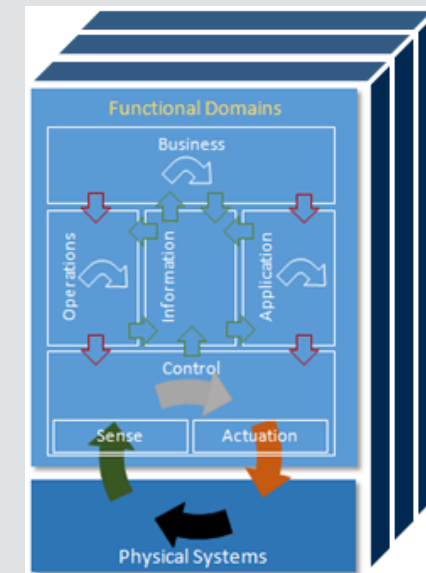 Functional Domains
Business
Operations
Information
Application
Control
Sense
Actuation
Physical Systems